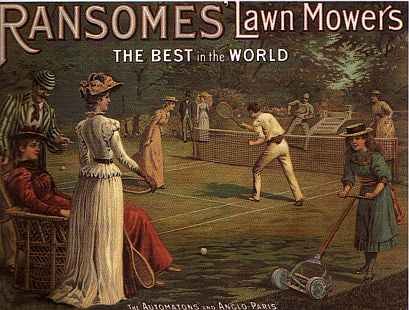 RANSOMES' Lawn Mowers
THE BEST in the WORLD
THE AUTOMATONS AND ANGLO-PARIS